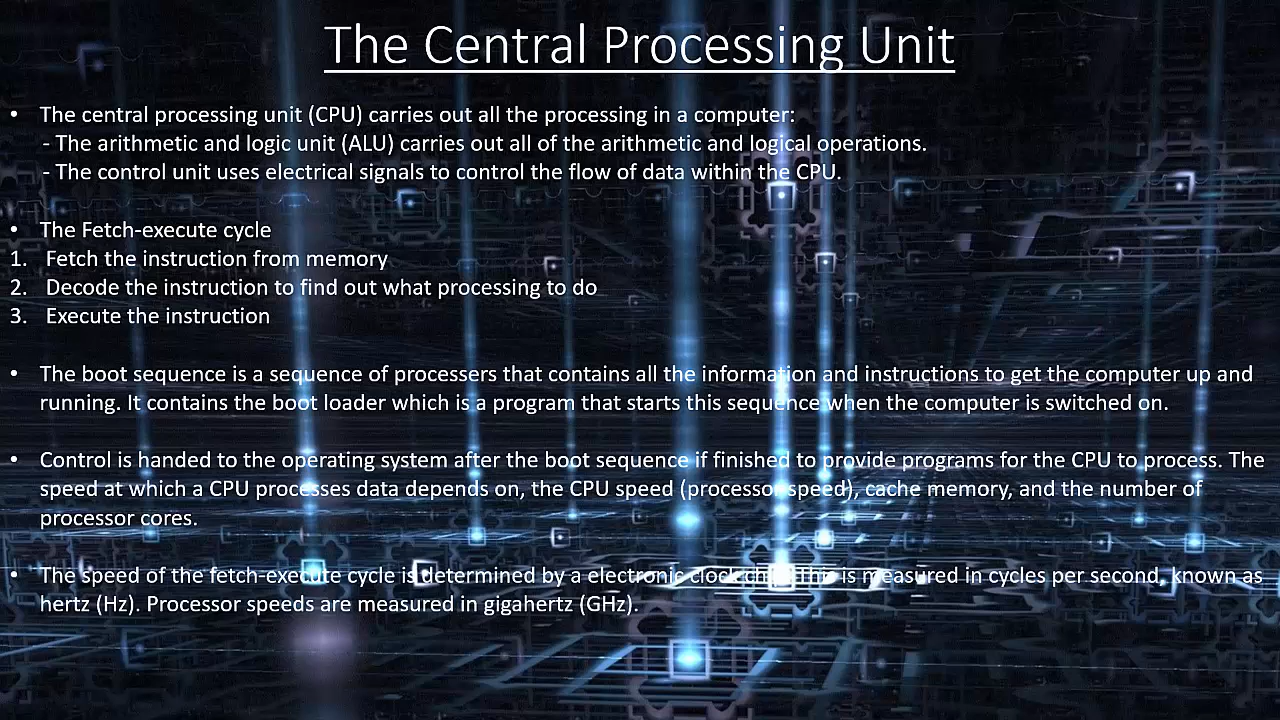 The Central Processing Unit
• The central processing unit (CPU) carries out all the processing in a computer:
- The arithmetic and logic unit (ALU) carries out all of the arithmetic and logical operations.
- The control unit uses electrical signals to control the flow of data within the CPU.
• The Fetch-execute cycle
1. Fetch the instruction from memory
2. Decode the instruction to find out what processing to do
3. Execute the instruction
• The boot sequence is a sequence of processers that contains all the information and instructions to get the computer up and
running. It contains the boot loader which is a program that starts this sequence when the computer is switched on.
• Control is handed to the operating system after the boot sequence if finished to provide programs for the CPU to process. The
speed at which a CPU processes data depends on, the CPU speed (processor speed), cache memory, and the number of
processor cores.
• The speed of the fetch-execute cycle is determined by a electronic clock chip. This is measured in cycles per second, known as
hertz (Hz). Processor speeds are measured in gigahertz (GHz).